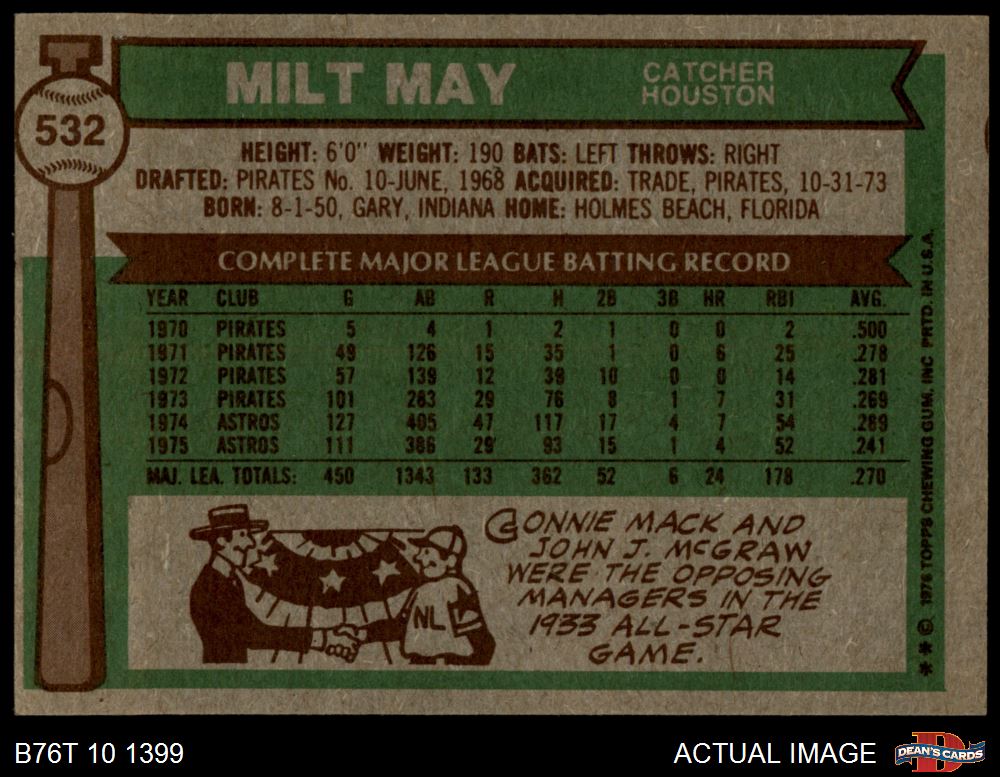 532
MILT MAY
CATCHER
HOUSTON
HEIGHT: 6'0" WEIGHT: 190 BATS: LEFT THROWS: RIGHT
DRAFTED: PIRATES No. 10-JUNE, 1968 ACQUIRED: TRADE, PIRATES, 10-31-73
BORN: 8-1-50, GARY, INDIANA HOME: HOLMES BEACH, FLORIDA
COMPLETE MAJOR LEAGUE BATTING RECORD
YEAR CLUB G AB R H 2B 3B HR RBI AVG.
1970 PIRATES 5 4 1 2 1 0 0 2 .500
1971 PIRATES 49 126 15 35 1 0 6 25 .278
1972 PIRATES 57 139 12 39 10 0 0 14 .281
1973 PIRATES 101 283 29 76 8 1 7 31 .269
1974 ASTROS 127 405 47 117 17 4 7 54 .289
1975 ASTROS 111 386 29 93 15 1 4 52 .241
MAJ. LEA. TOTALS: 450 1343 133 362 52 6 24 178 .270
NL
CONNIE MACK AND
JOHN J. McGRAW
WERE THE OPPOSING
MANAGERS IN THE
1933 ALL-STAR
GAME.
*** © 1976 TOPPS CHEWING GUM, INC PRTD. IN U.S.A.
B76T 10 1399
ACTUAL IMAGE
D
DEAN'S CARDS